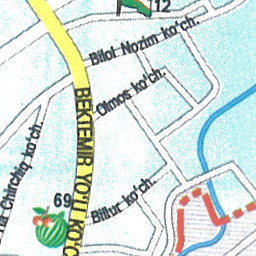 12
Bilol Nozim ko'ch.
Olmos ko'ch.
BEKTEMIR YO'LI KO'
Chirchiq ko'ch.
69
Billur ko'ch.